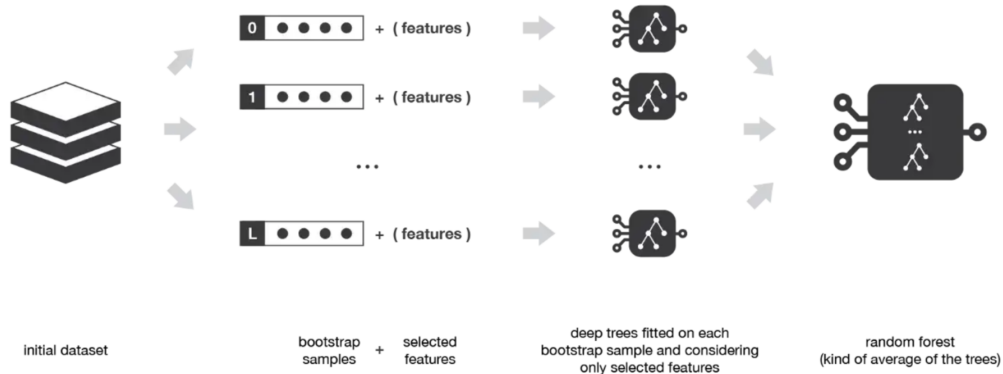 0 + ( features )
1 + ( features )
... ...
...
L + ( features )
initial dataset
bootstrap samples + selected features
deep trees fitted on each
bootstrap sample and considering
only selected features
random forest
(kind of average of the trees)